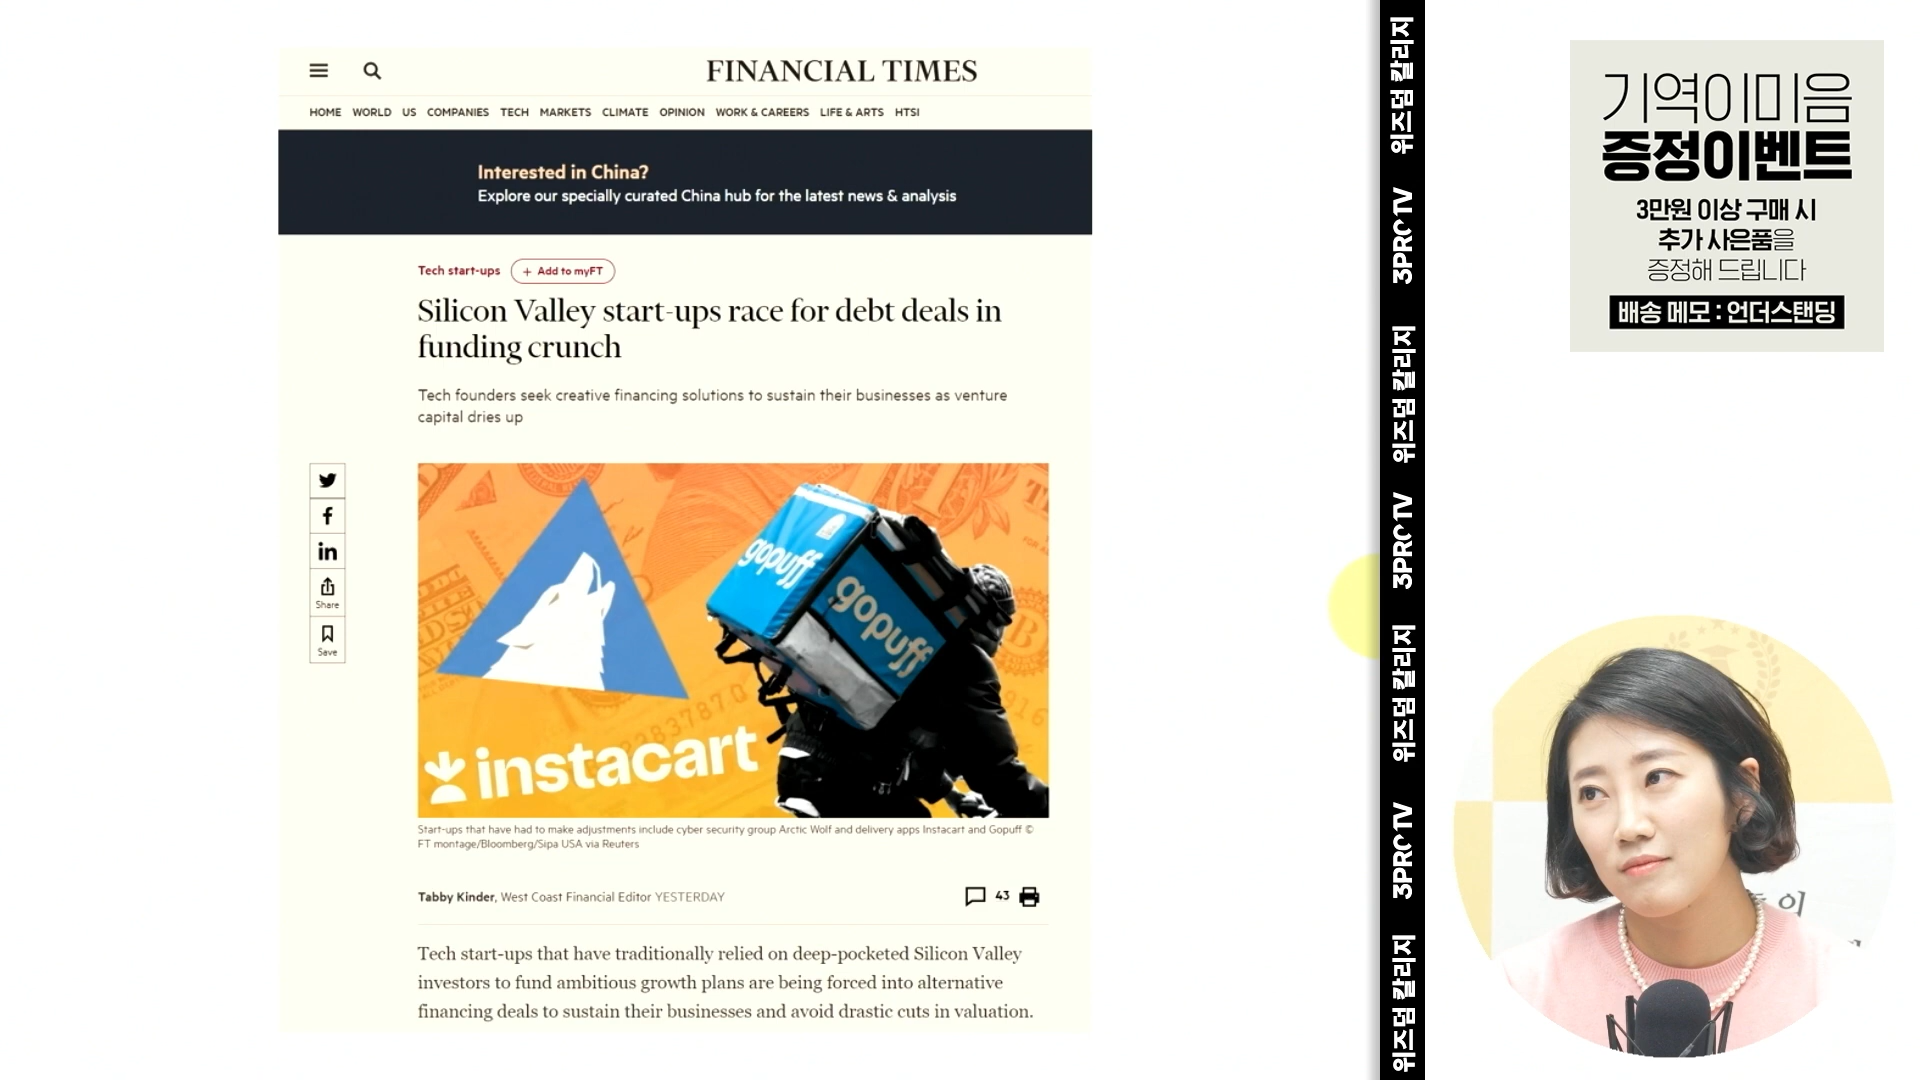 FINANCIAL TIMES
HOME WORLD US COMPANIES TECH MARKETS CLIMATE OPINION WORK & CAREERS LIFE & ARTS HTSI
Interested in China?
Explore our specially curated China hub for the latest news & analysis
Tech start-ups + Add to myFT
Silicon Valley start-ups race for debt deals in
funding crunch
Tech founders seek creative financing solutions to sustain their businesses as venture
capital dries up
Share
Save
gopuff
gopuff
instacart
Start-ups that have had to make adjustments include cyber security group Arctic Wolf and delivery apps Instacart and Gopuff ©
FT montage/Bloomberg/Sipa USA via Reuters
Tabby Kinder, West Coast Financial Editor YESTERDAY
43
Tech start-ups that have traditionally relied on deep-pocketed Silicon Valley
investors to fund ambitious growth plans are being forced into alternative
financing deals to sustain their businesses and avoid drastic cuts in valuation.
위즈덤 칼리지
3PROTV
위즈덤 칼리지
3PROTV
위즈덤 칼리지
3PROTV
위즈덤 칼리지
기역이미음
증정이벤트
3만원 이상 구매 시
추가 사은품을
증정해 드립니다
배송 메모 : 언더스탠딩